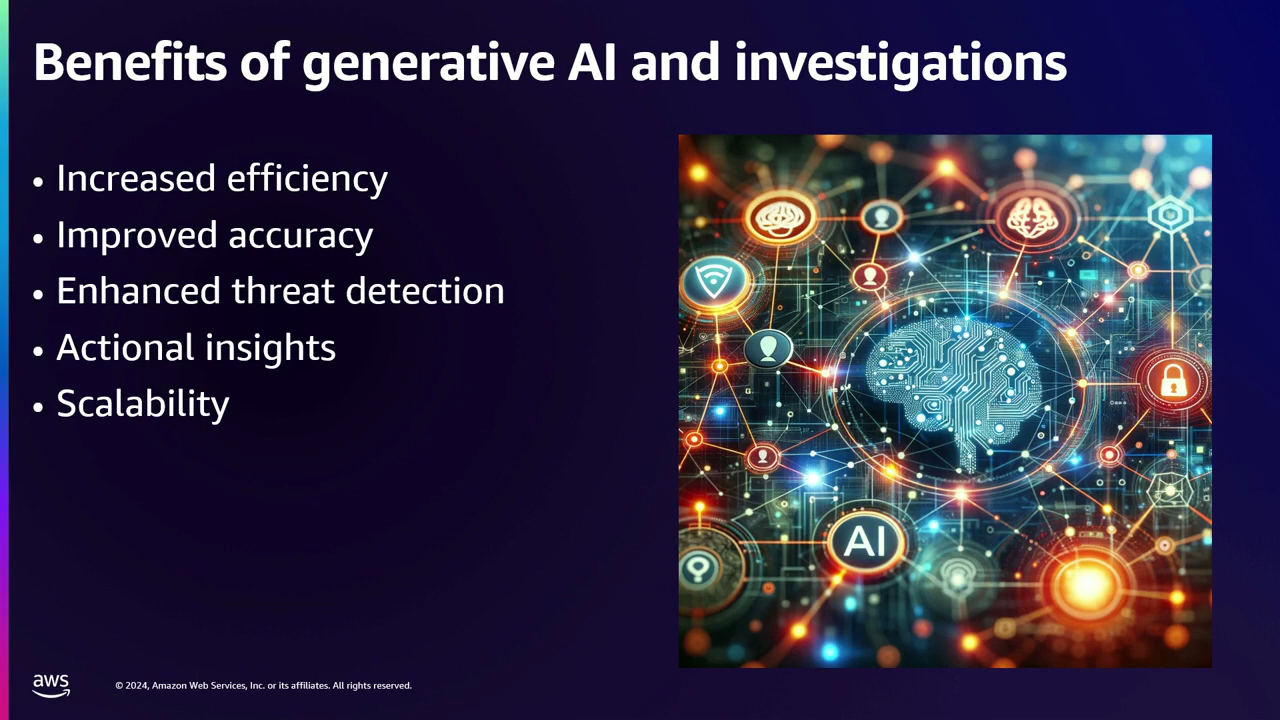 Benefits of generative AI and investigations
• Increased efficiency
• Improved accuracy
• Enhanced threat detection
• Actional insights
• Scalability
AI
aws
© 2024, Amazon Web Services, Inc. or its affiliates. All rights reserved.